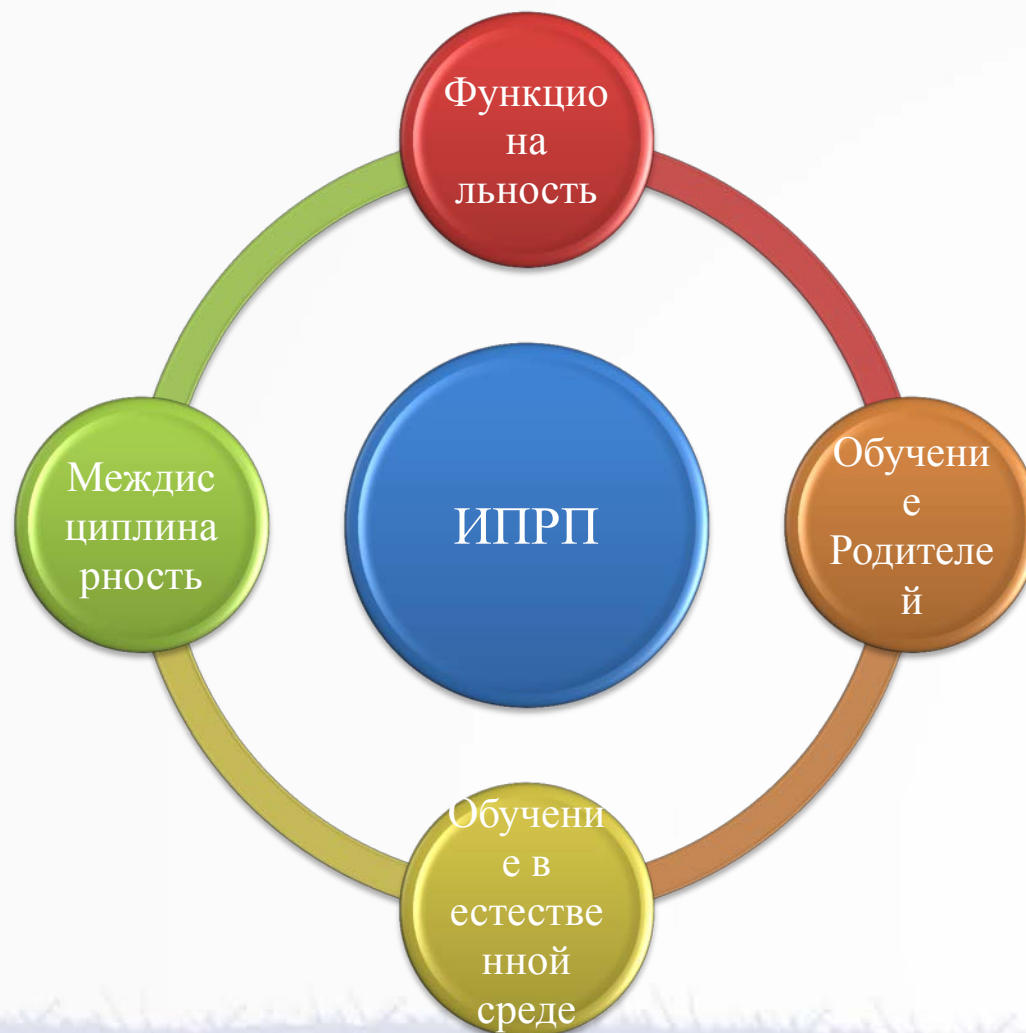 Функцио
на
льность
Междис
циплина
рность
ИПРП
Обучени
е
Родителе
й
Обучени
е в
естестве
нной
среде